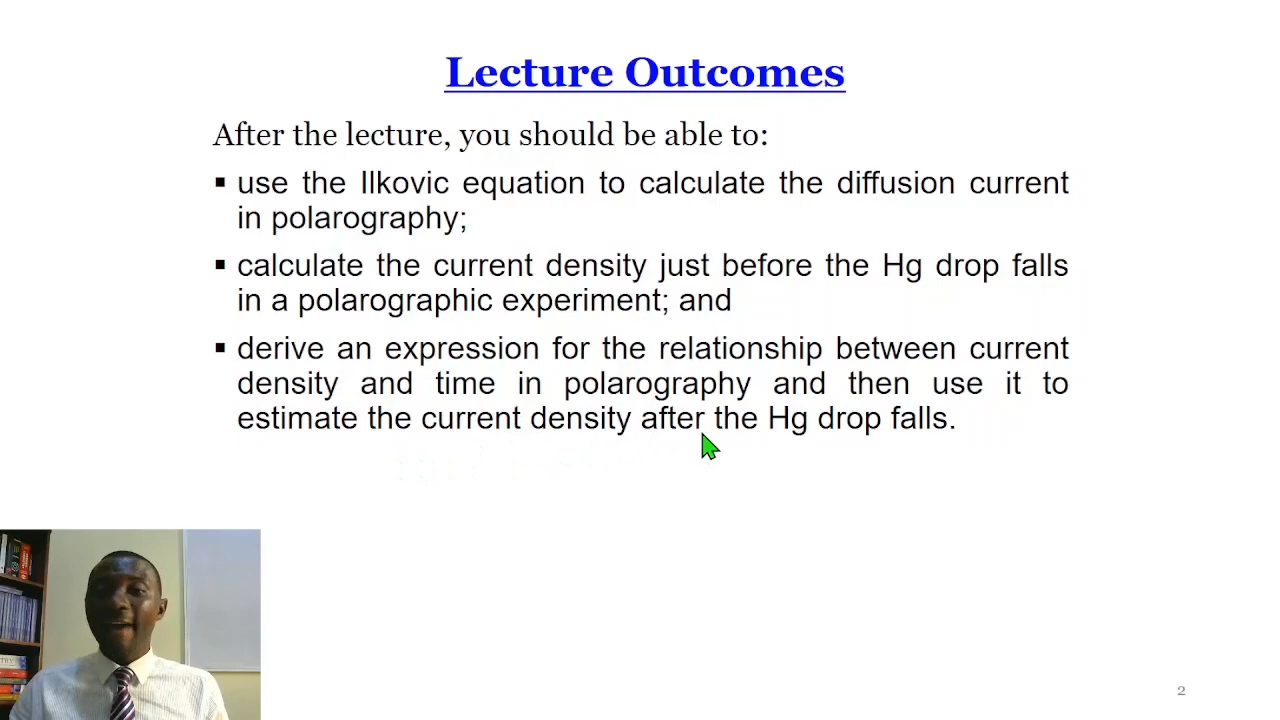 Lecture Outcomes
After the lecture, you should be able to:
▪ use the Ilkovic equation to calculate the diffusion current
in polarography;
▪ calculate the current density just before the Hg drop falls
in a polarographic experiment; and
▪ derive an expression for the relationship between current
density and time in polarography and then use it to
estimate the current density after the Hg drop falls.
2